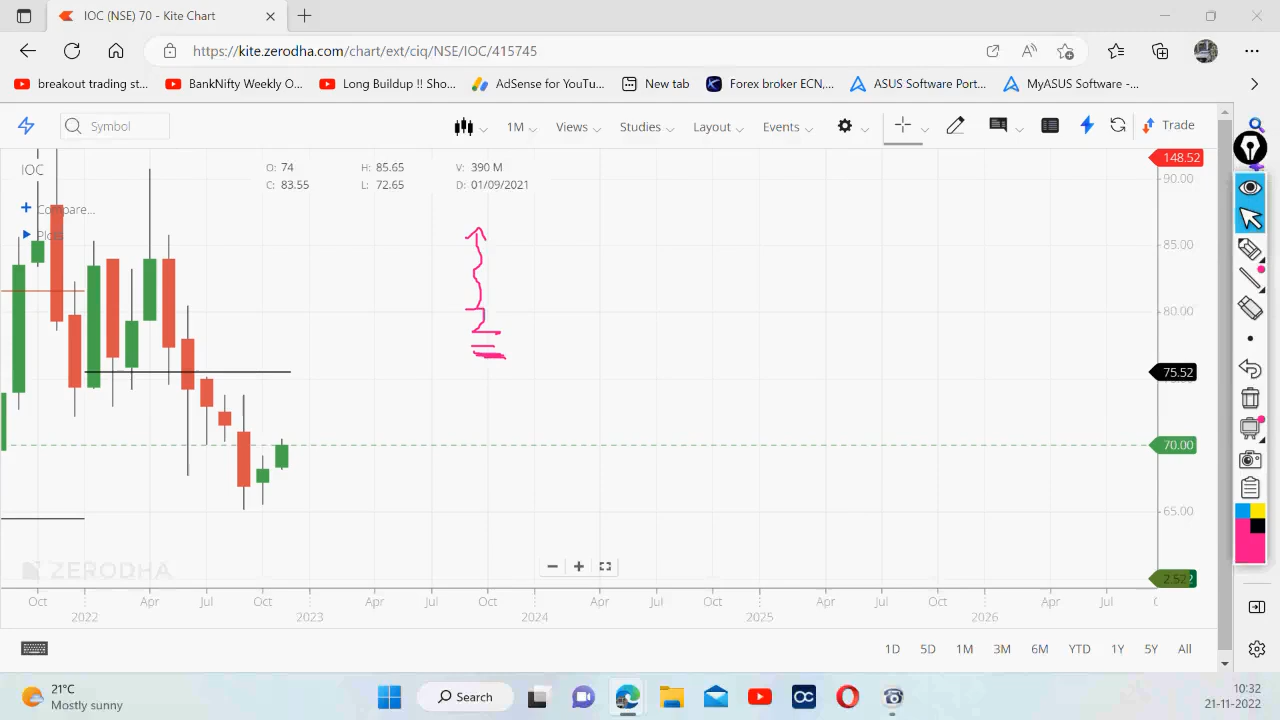 IOC (NSE) 70 - Kite Chart
https://kite.zerodha.com/chart/ext/ciq/NSE/IOC/415745
breakout trading st... BankNifty Weekly O... Long Buildup !! Sho... AdSense for YouTu... New tab Forex broker ECN,... ASUS Software Port... MyASUS Software -...
Symbol 1M Views Studies Layout Events Trade
IOC O: 74 H: 85.65 V: 390 M
C: 83.55 L: 72.65 D: 01/09/2021
148.52
90.00
Compare...
85.00
80.00
75.52
70.00
65.00
2.52
ZERODHA
Oct Apr Jul Oct Apr Jul Oct Apr Jul Oct Apr Jul Oct Apr Jul
2022 2023 2024 2025 2026
1D 5D 1M 3M 6M YTD 1Y 5Y All
21°C
Mostly sunny
Search
10:32
21-11-2022